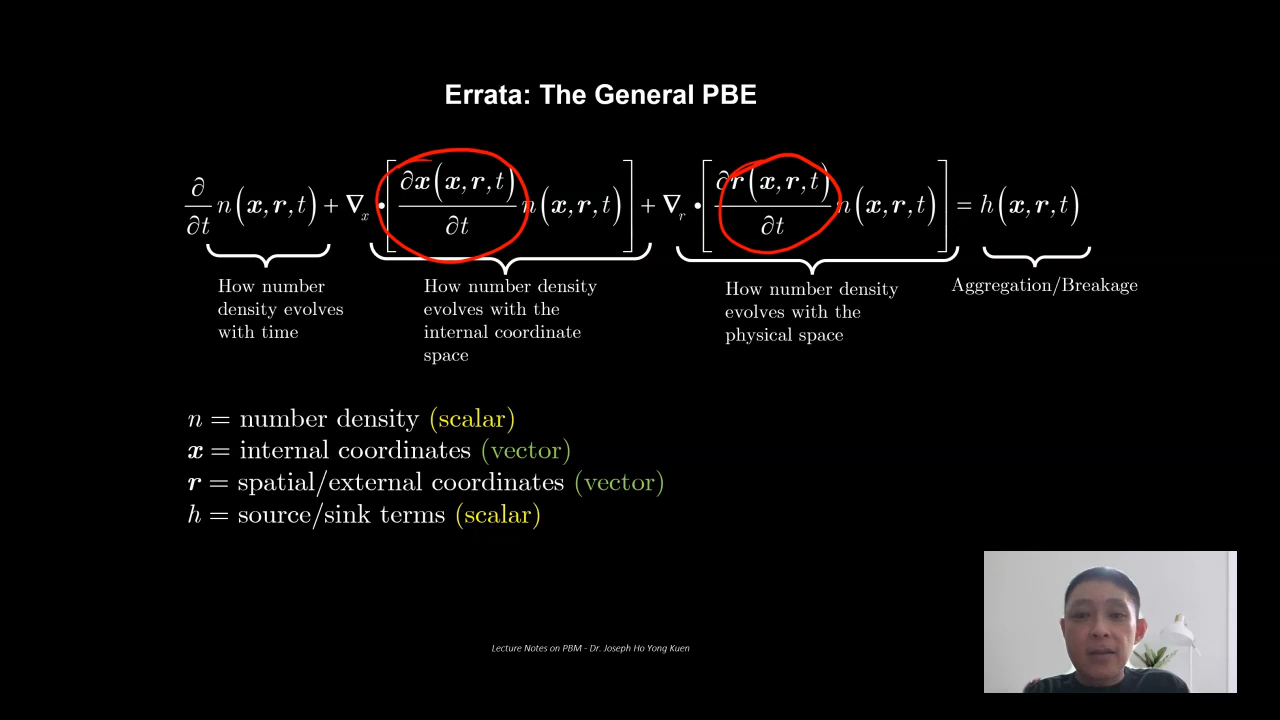 Errata: The General PBE
∂/∂t n(x,r,t) + ∇ₓ • [∂x(x,r,t)/∂t n(x,r,t)] + ∇ᵣ • [∂r(x,r,t)/∂t n(x,r,t)] = h(x,r,t)
How number
density evolves
with time
How number density
evolves with the
internal coordinate
space
How number density
evolves with the
physical space
Aggregation/Breakage
n = number density (scalar)
x = internal coordinates (vector)
r = spatial/external coordinates (vector)
h = source/sink terms (scalar)
Lecture Notes on PBM - Dr. Joseph Ho Yong Kuen